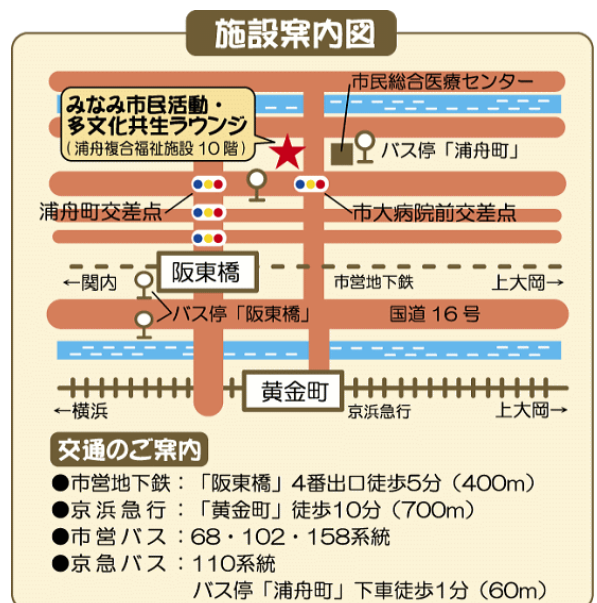 施設案内図
市民総合医療センター
みなみ市民活動・
多文化共生ラウンジ
(浦舟複合福祉施設10階)
バス停「浦舟町」
浦舟町交差点
市大病院前交差点
阪東橋
←関内
市営地下鉄
上大岡→
バス停「阪東橋」
国道16号
黄金町
←横浜
京浜急行
上大岡→
交通のご案内
●市営地下鉄:「阪東橋」4番出口徒歩5分(400m)
●京浜急行:「黄金町」徒歩10分(700m)
●市営バス:68・102・158系統
●京急バス:110系統
バス停「浦舟町」下車徒歩1分(60m)